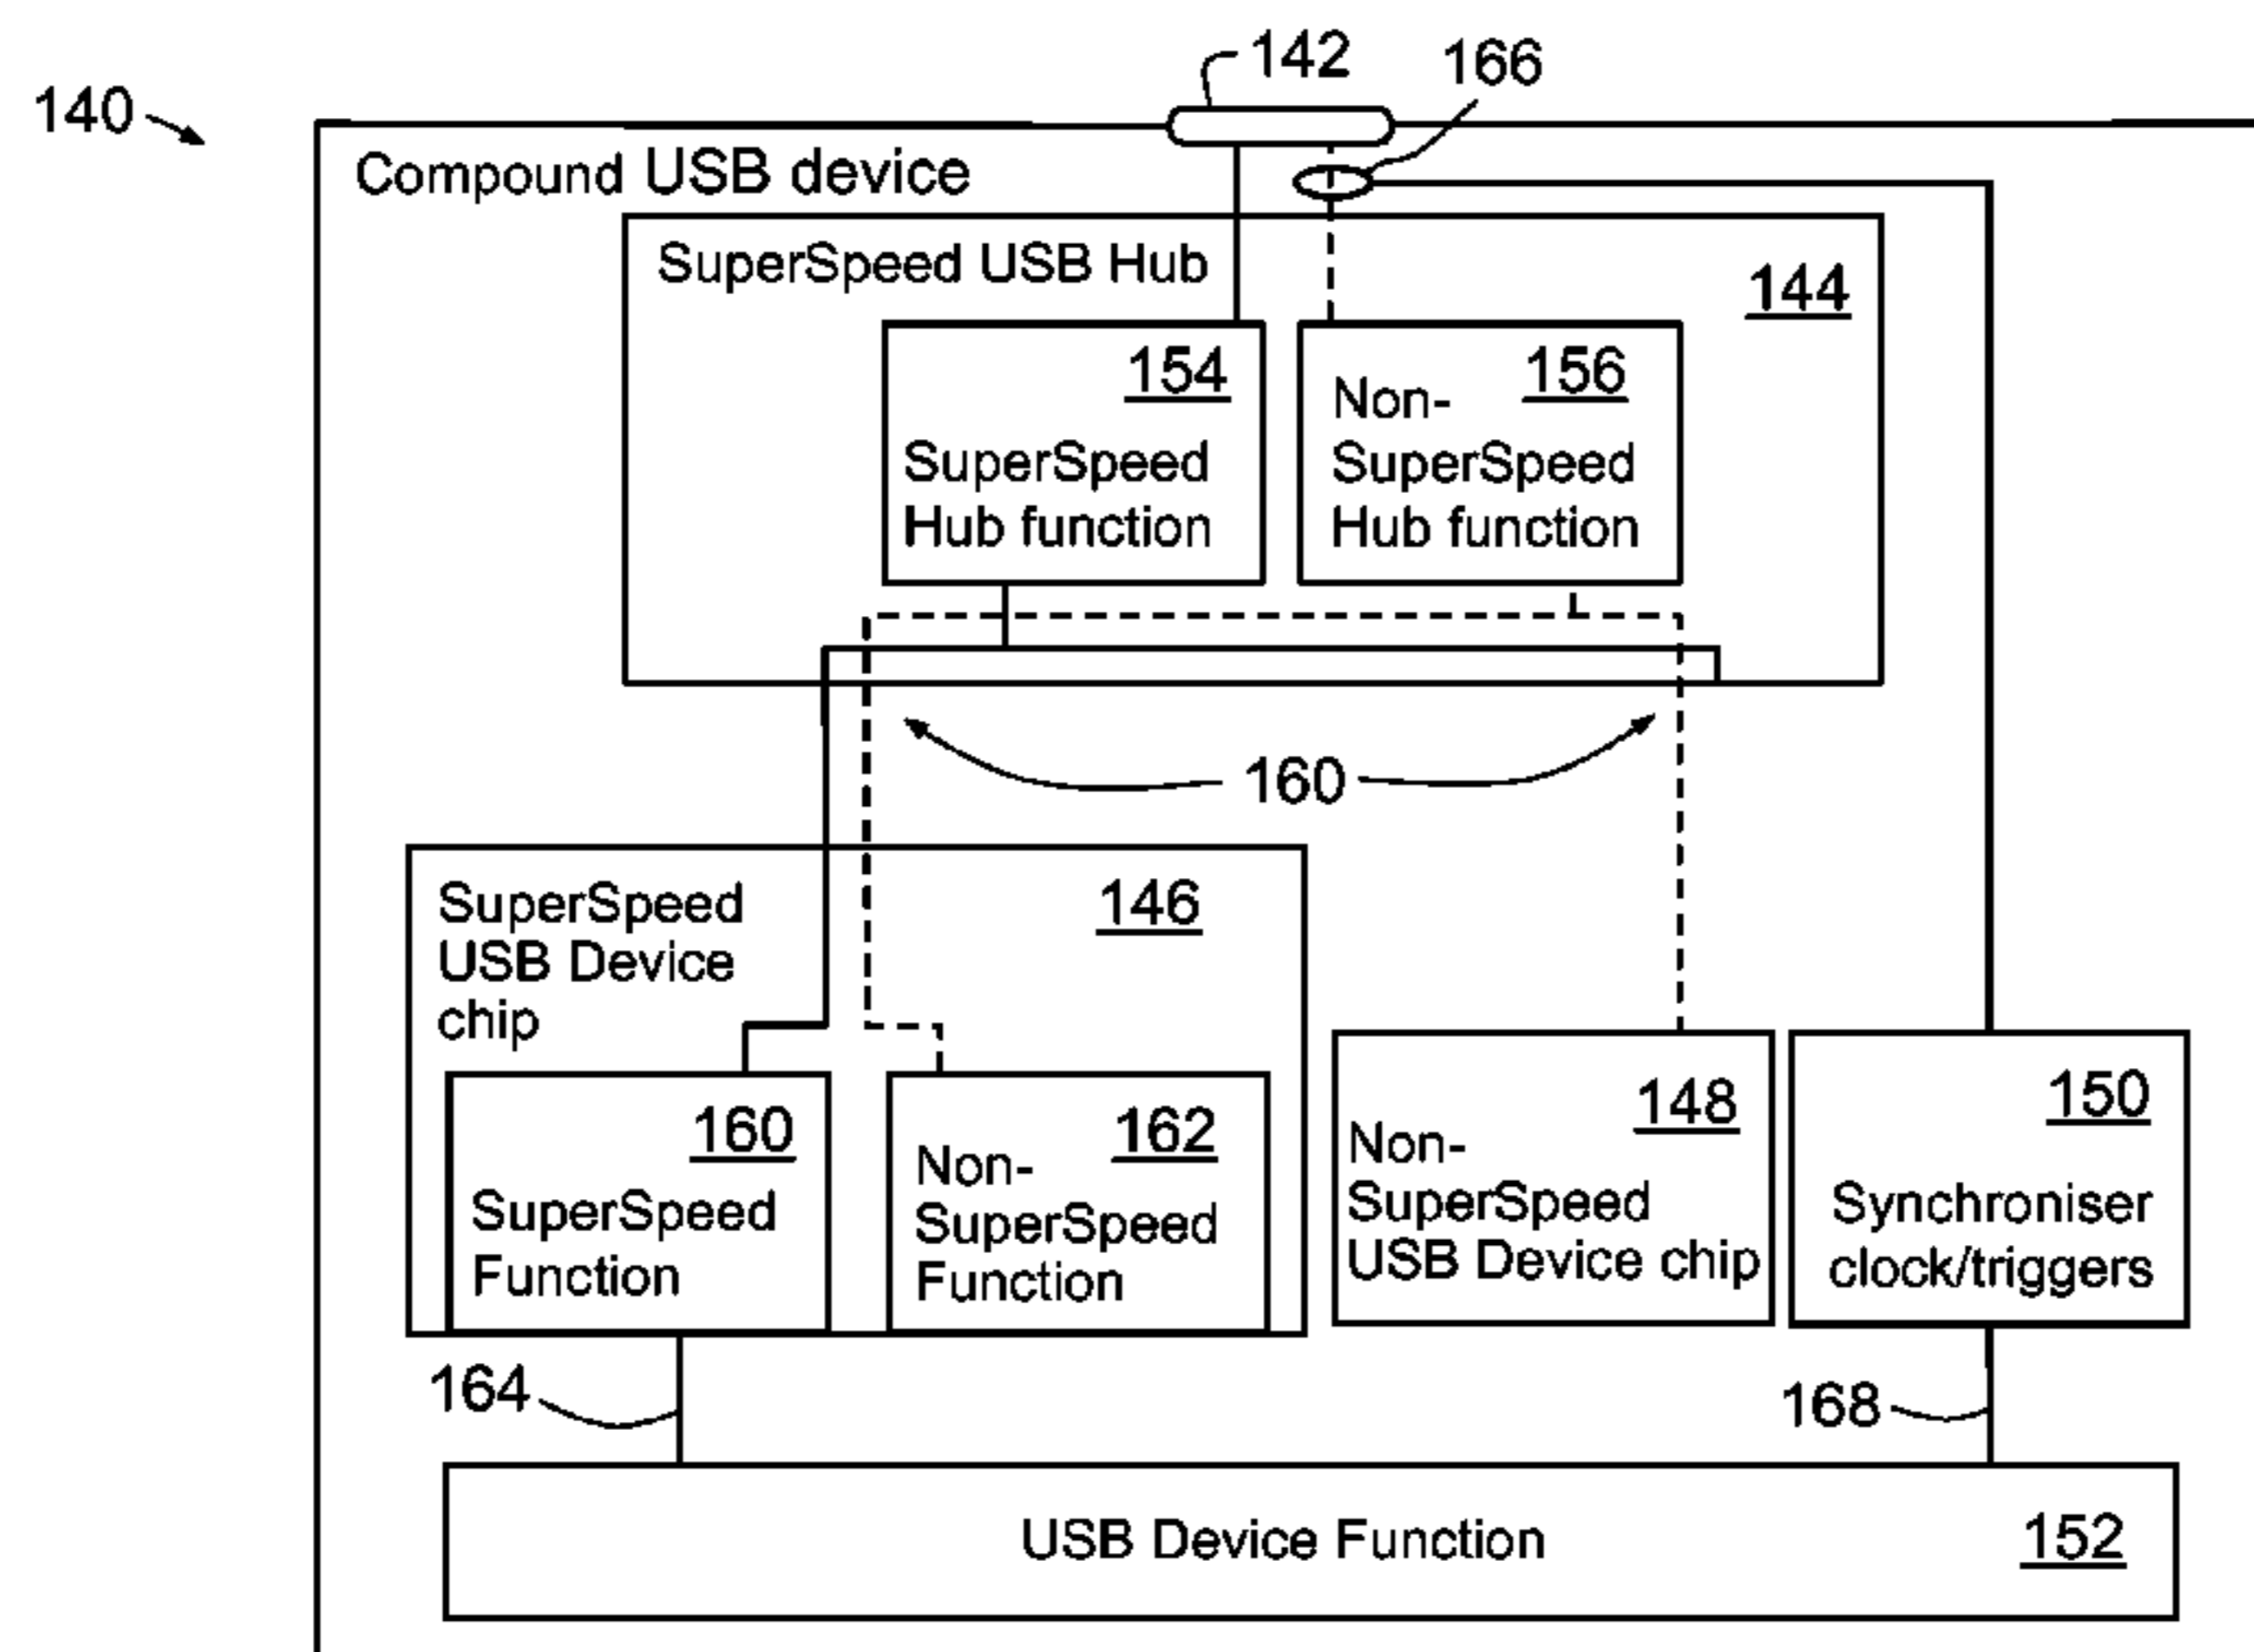 142
166
140
Compound USB device
SuperSpeed USB Hub
144
154
SuperSpeed
Hub function
156
Non-
SuperSpeed
Hub function
160
SuperSpeed
USB Device
chip
146
160
SuperSpeed
Function
162
Non-
SuperSpeed
Function
148
Non-
SuperSpeed
USB Device chip
150
Synchroniser
clock/triggers
164
168
USB Device Function
152